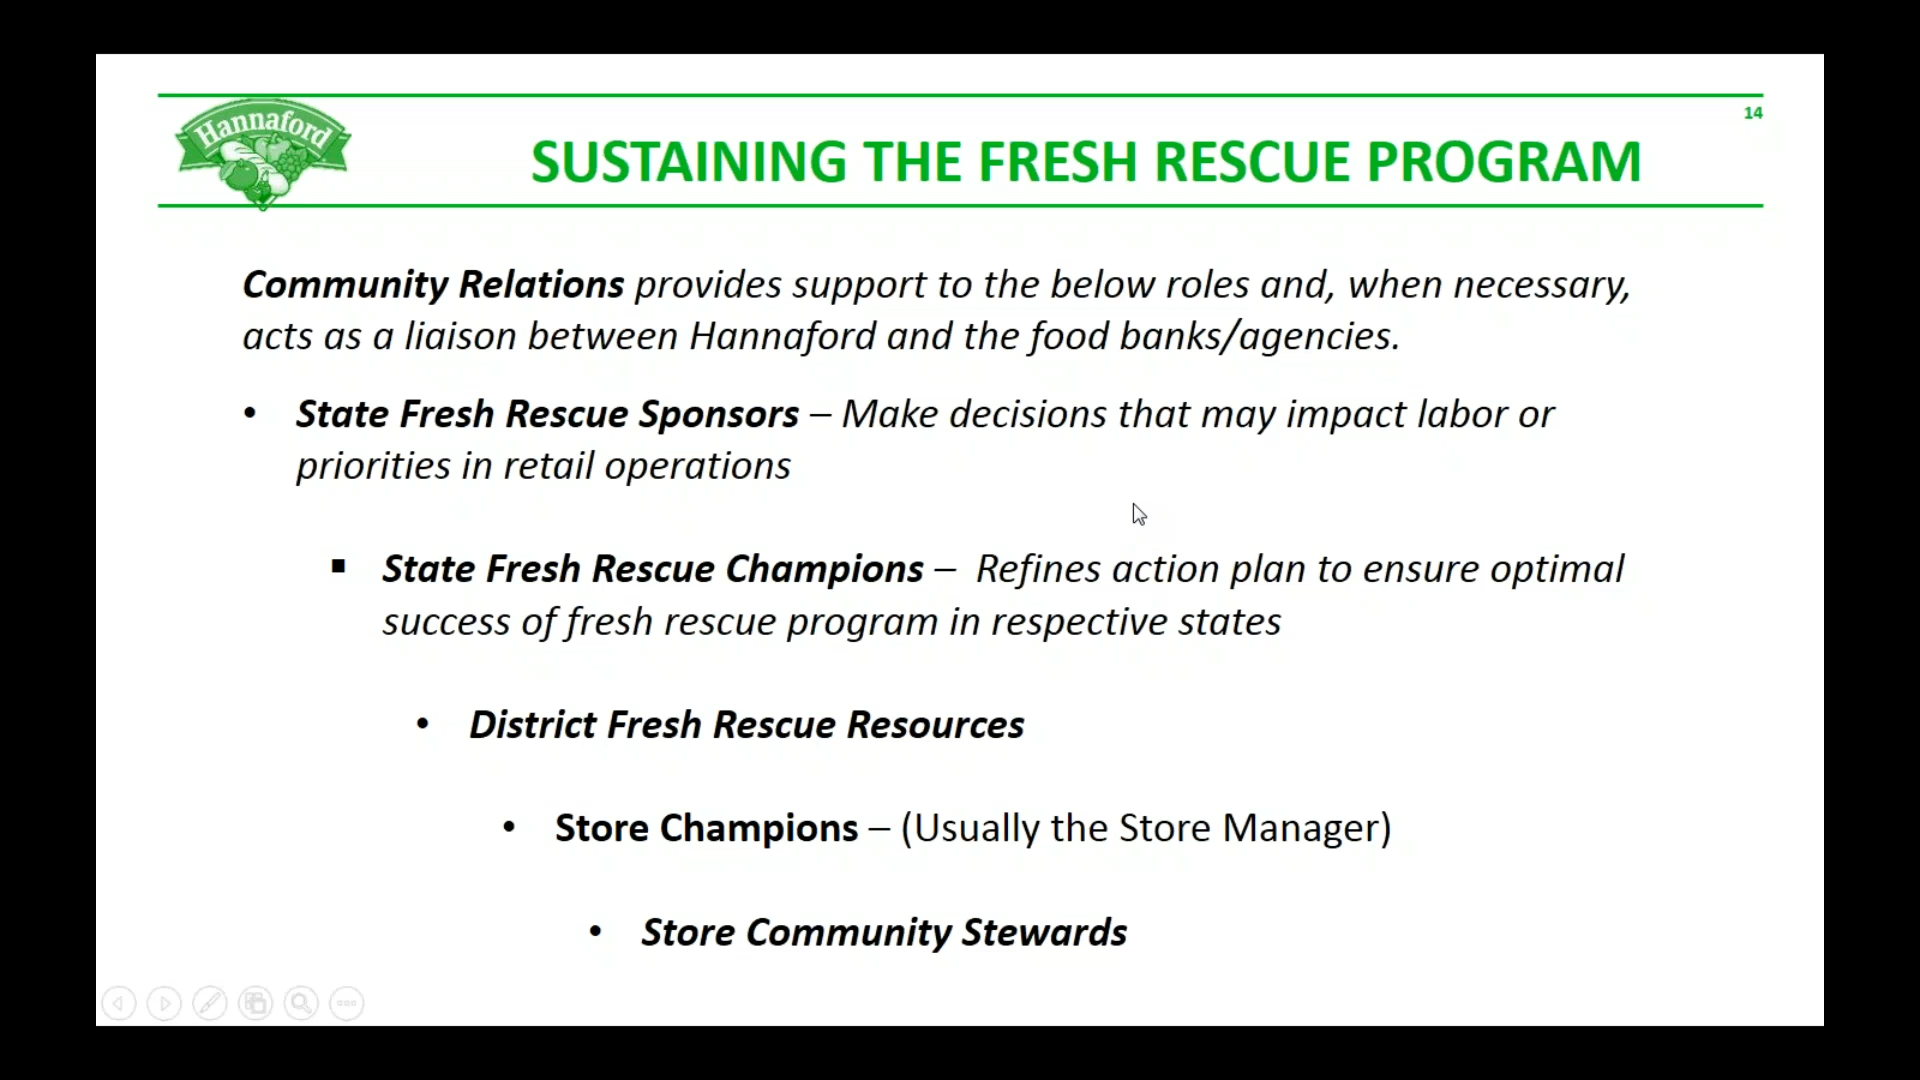 Hannaford
14
SUSTAINING THE FRESH RESCUE PROGRAM
Community Relations provides support to the below roles and, when necessary,
acts as a liaison between Hannaford and the food banks/agencies.
• State Fresh Rescue Sponsors – Make decisions that may impact labor or
priorities in retail operations
▪ State Fresh Rescue Champions – Refines action plan to ensure optimal
success of fresh rescue program in respective states
• District Fresh Rescue Resources
• Store Champions – (Usually the Store Manager)
• Store Community Stewards